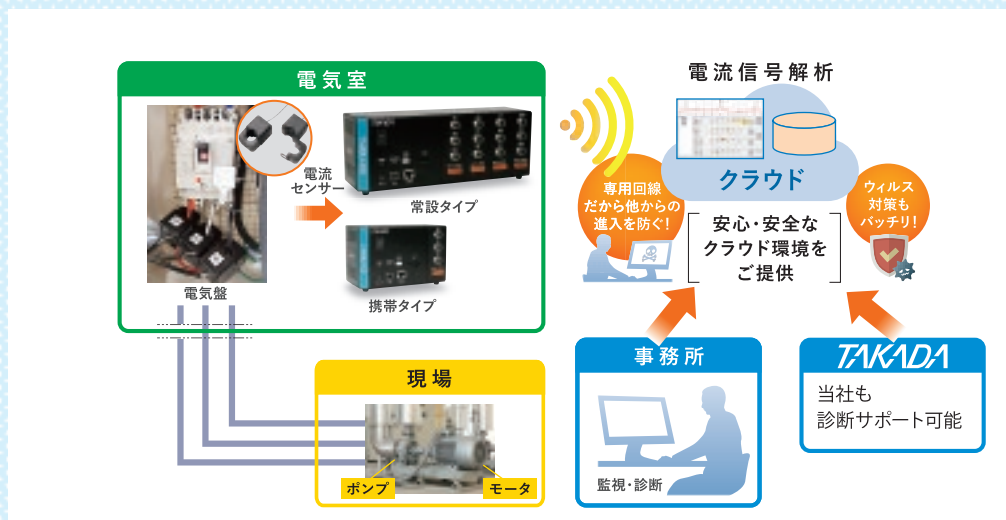 電気室
電流
センサー
常設タイプ
携帯タイプ
電気盤
電流信号解析
クラウド
専用回線
だから他からの
進入を防ぐ!
ウィルス
対策も
バッチリ!
安心・安全な
クラウド環境を
ご提供
現場
ポンプ
モータ
事務所
監視・診断
TAKADA
当社も
診断サポート可能